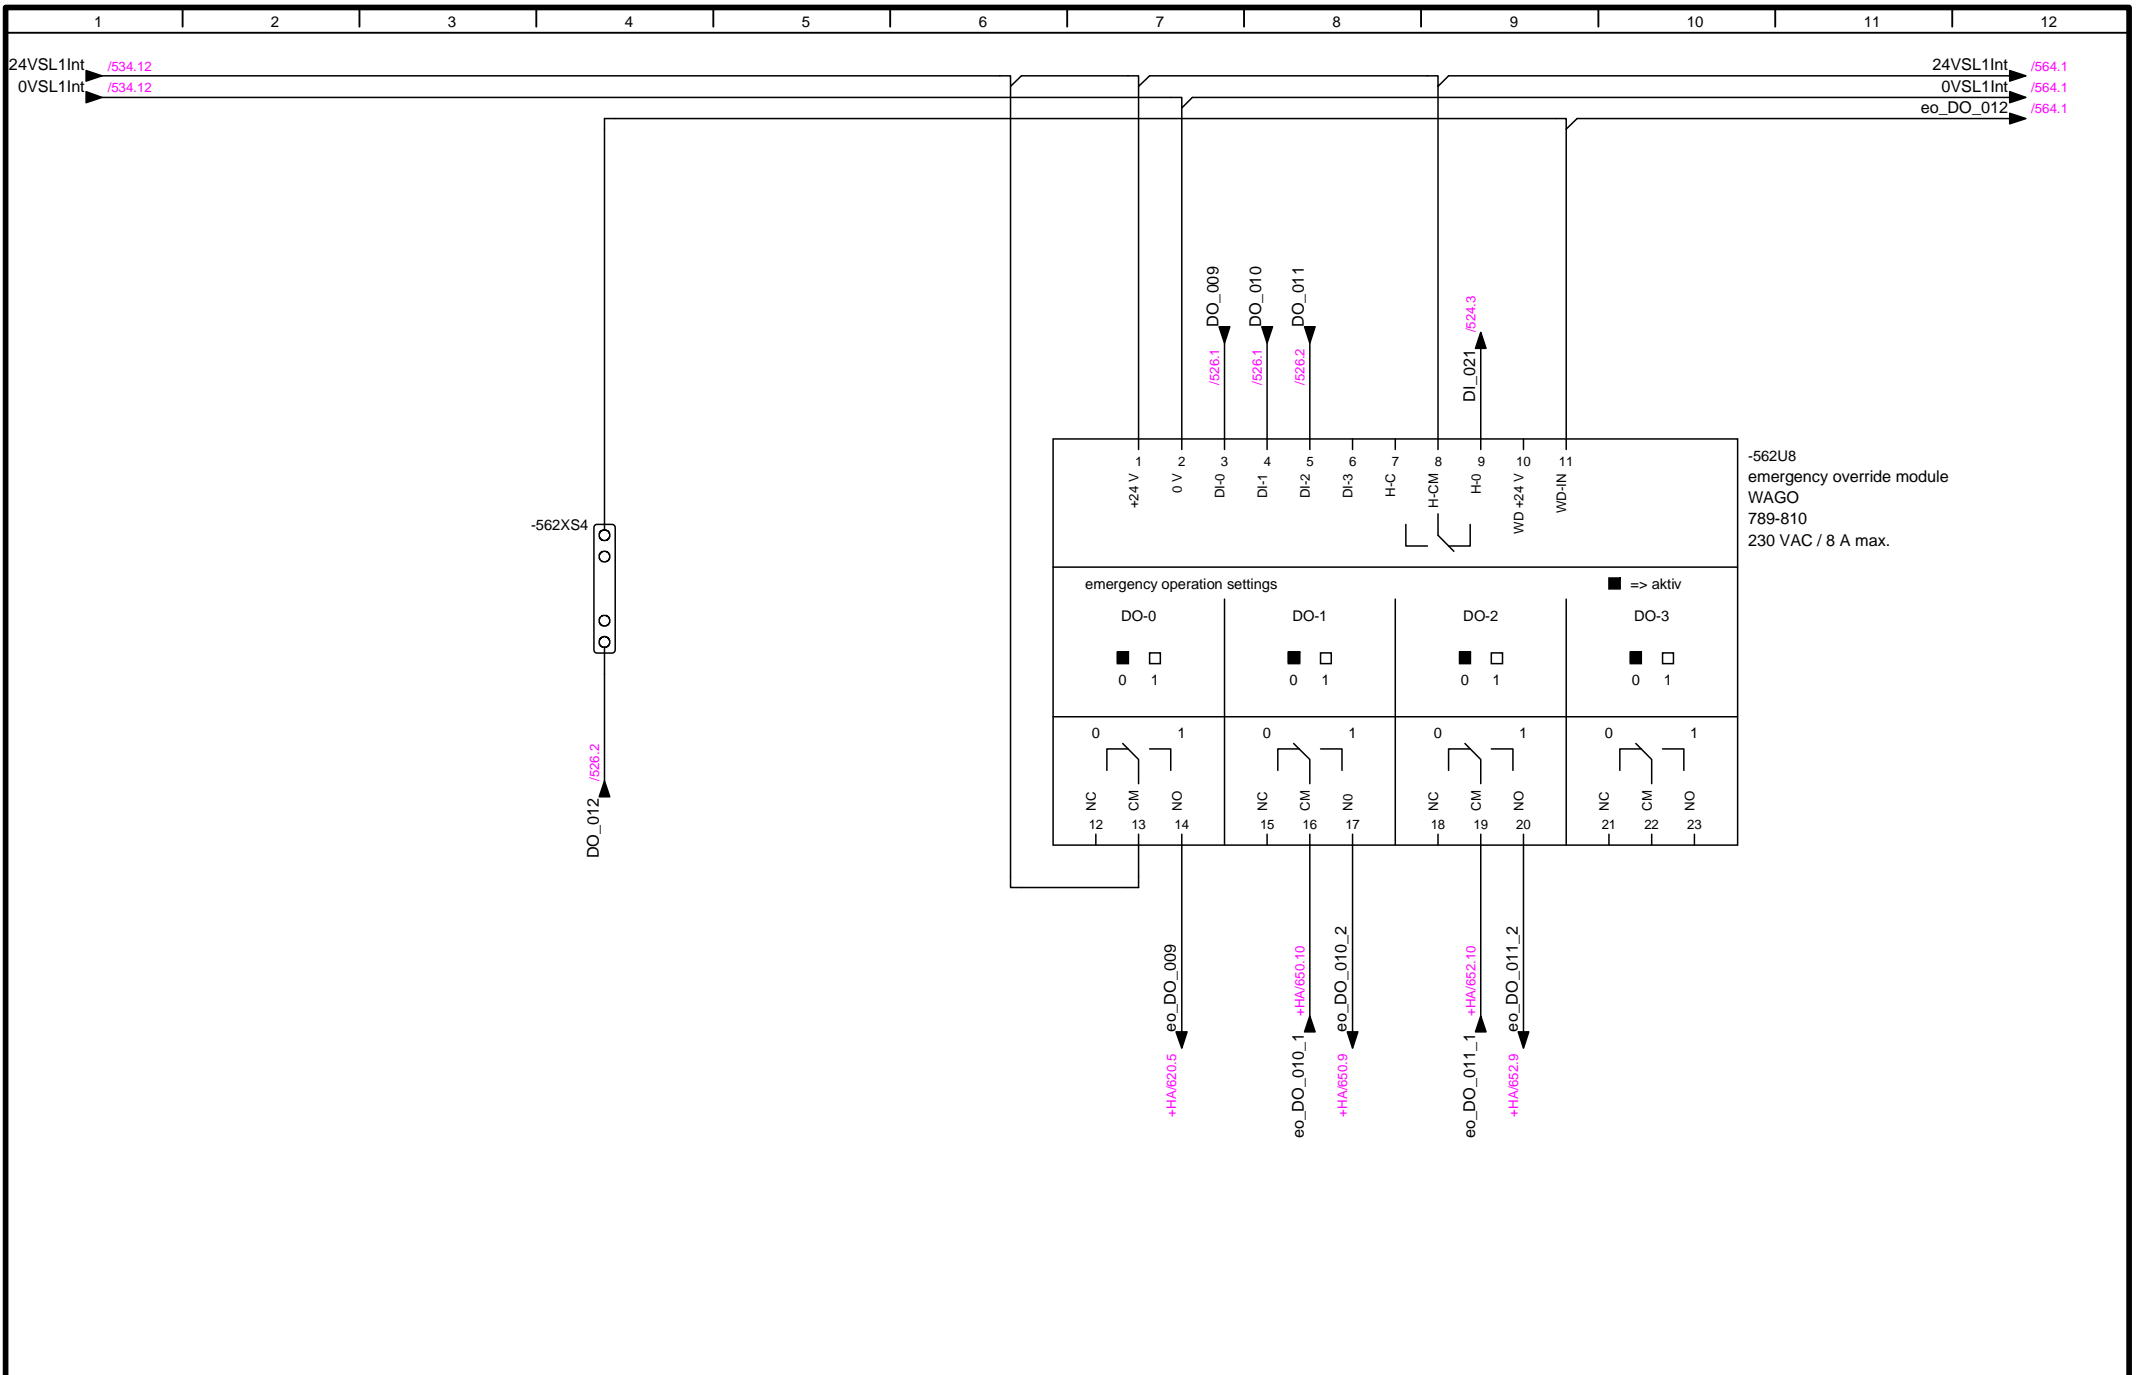 1 2 3 4 5 6 7 8 9 10 11 12
24VSL1Int /534.12
24VSL1Int /564.1
0VSL1Int /534.12
0VSL1Int /564.1
eo_DO_012 /564.1
DO_009 /526.1
DO_010 /526.1
DO_011 /526.2
DI_021 /524.3
1 2 3 4 5 6 7 8 9 10 11
+24 V
0 V
DI-0
DI-1
DI-2
DI-3
H-C
H-CM
H-0
WD +24 V
WD-IN
-562U8
emergency override module
WAGO
789-810
230 VAC / 8 A max.
-562XS4
/526.2
DO_012
emergency operation settings
=> aktiv
DO-0 DO-1 DO-2 DO-3
0 1 0 1 0 1 0 1
0 1 0 1 0 1 0 1
NC CM NO NC CM N0 NC CM NO NC CM NO
12 13 14 15 16 17 18 19 20 21 22 23
eo_DO_009 +HA/620.5
eo_DO_010_1 +HA/650.10
eo_DO_010_2 +HA/650.9
eo_DO_011_1 +HA/652.10
eo_DO_011_2 +HA/652.9